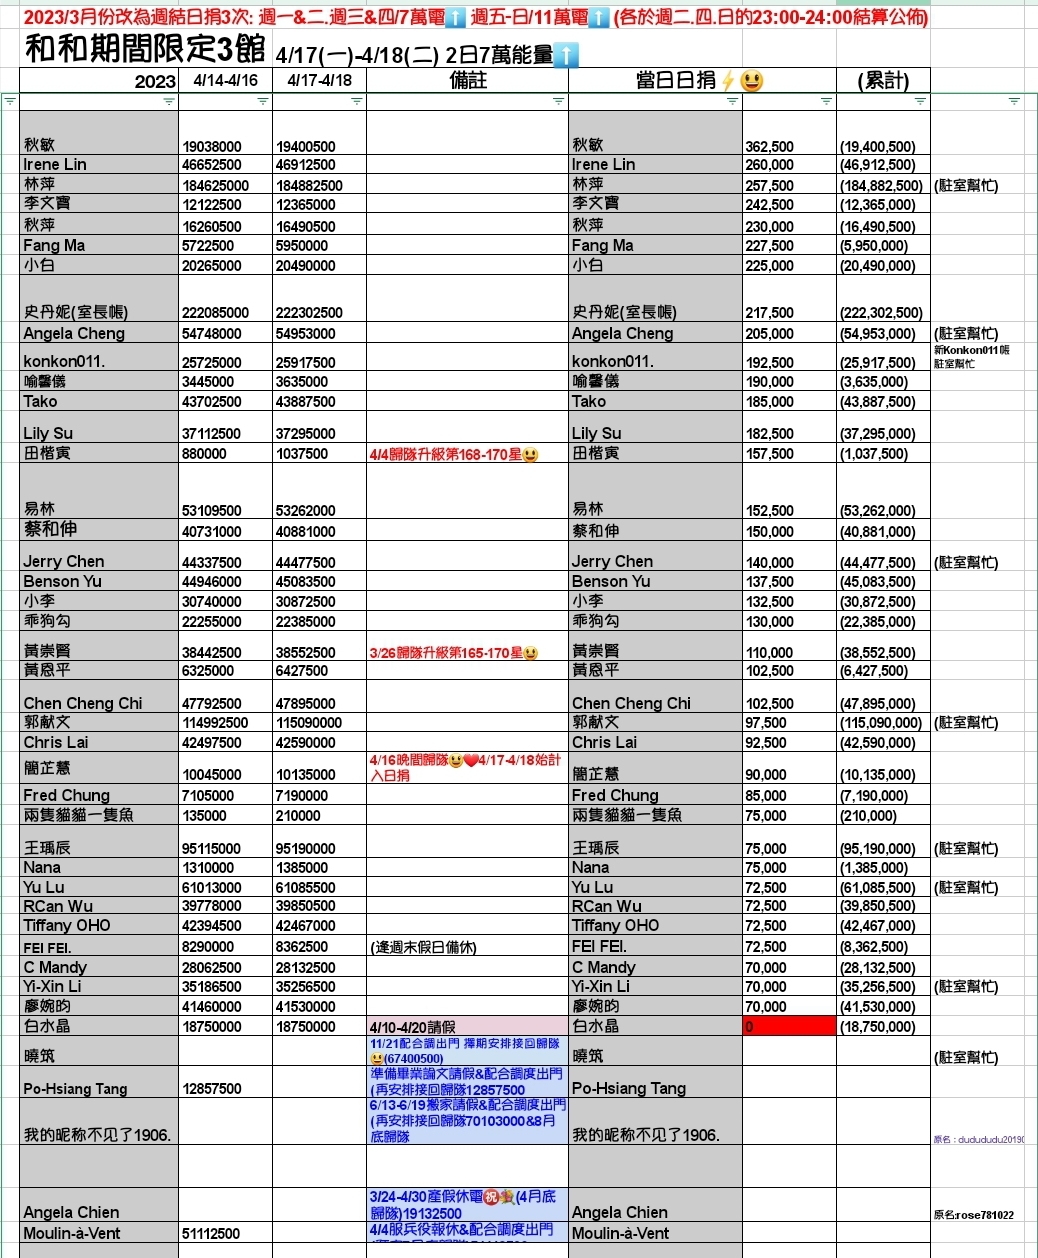 2023/3月份改為週結日捐3次: 週一&二.週三&四/7萬電⬆️ 週五-日/11萬電⬆️ (各於週二.四.日的23:00-24:00結算公佈)
和和期間限定3館 4/17(一)-4/18(二) 2日7萬能量⬆️
2023 4/14-4/16 4/17-4/18 備註 當日日捐⚡😃 (累計)
秋敏 19038000 19400500 秋敏 362,500 (19,400,500)
Irene Lin 46652500 46912500 Irene Lin 260,000 (46,912,500)
林萍 184625000 184882500 林萍 257,500 (184,882,500) (駐室幫忙)
李文寶 12122500 12365000 李文寶 242,500 (12,365,000)
秋萍 16260500 16490500 秋萍 230,000 (16,490,500)
Fang Ma 5722500 5950000 Fang Ma 227,500 (5,950,000)
小白 20265000 20490000 小白 225,000 (20,490,000)
史丹妮(室長帳) 222085000 222302500 史丹妮(室長帳) 217,500 (222,302,500)
Angela Cheng 54748000 54953000 Angela Cheng 205,000 (54,953,000) (駐室幫忙)
konkon011. 25725000 25917500 konkon011. 192,500 (25,917,500) 新Konkon011帳
駐室幫忙
喻馨儀 3445000 3635000 喻馨儀 190,000 (3,635,000)
Tako 43702500 43887500 Tako 185,000 (43,887,500)
Lily Su 37112500 37295000 Lily Su 182,500 (37,295,000)
田楷寅 880000 1037500 4/4歸隊升級第168-170星😃 田楷寅 157,500 (1,037,500)
易林 53109500 53262000 易林 152,500 (53,262,000)
蔡和伸 40731000 40881000 蔡和伸 150,000 (40,881,000)
Jerry Chen 44337500 44477500 Jerry Chen 140,000 (44,477,500) (駐室幫忙)
Benson Yu 44946000 45083500 Benson Yu 137,500 (45,083,500)
小李 30740000 30872500 小李 132,500 (30,872,500)
乖狗勾 22255000 22385000 乖狗勾 130,000 (22,385,000)
黃崇賢 38442500 38552500 3/26歸隊升級第165-170星😃 黃崇賢 110,000 (38,552,500)
黃恩平 6325000 6427500 黃恩平 102,500 (6,427,500)
Chen Cheng Chi 47792500 47895000 Chen Cheng Chi 102,500 (47,895,000)
郭献文 114992500 115090000 郭献文 97,500 (115,090,000) (駐室幫忙)
Chris Lai 42497500 42590000 Chris Lai 92,500 (42,590,000)
簡芷慧 10045000 10135000 4/16晚間歸隊😃❤️4/17-4/18始計
入日捐 簡芷慧 90,000 (10,135,000)
Fred Chung 7105000 7190000 Fred Chung 85,000 (7,190,000)
兩隻貓貓一隻魚 135000 210000 兩隻貓貓一隻魚 75,000 (210,000)
王瑀辰 95115000 95190000 王瑀辰 75,000 (95,190,000) (駐室幫忙)
Nana 1310000 1385000 Nana 75,000 (1,385,000)
Yu Lu 61013000 61085500 Yu Lu 72,500 (61,085,500) (駐室幫忙)
RCan Wu 39778000 39850500 RCan Wu 72,500 (39,850,500)
Tiffany OHO 42394500 42467000 Tiffany OHO 72,500 (42,467,000)
FEI FEI. 8290000 8362500 (逢週末假日備休) FEI FEI. 72,500 (8,362,500)
C Mandy 28062500 28132500 C Mandy 70,000 (28,132,500)
Yi-Xin Li 35186500 35256500 Yi-Xin Li 70,000 (35,256,500) (駐室幫忙)
廖婉昀 41460000 41530000 廖婉昀 70,000 (41,530,000)
白水晶 18750000 18750000 4/10-4/20請假 白水晶 0 (18,750,000)
曉筑 11/21配合調出門 擇期安排接回歸隊
😃(67400500) 曉筑 (駐室幫忙)
Po-Hsiang Tang 12857500 準備畢業論文請假&配合調度出門
(再安排接回歸隊12857500 Po-Hsiang Tang
我的昵称不见了1906. 6/13-6/19搬家請假&配合調度出門
(再安排接回歸隊70103000&8月
底歸隊 我的昵称不见了1906. 原名：dudududu2019
Angela Chien 3/24-4/30產假休電㊗️💐(4月底
歸隊)19132500 Angela Chien 原名:rose781022
Moulin-à-Vent 51112500 4/4服兵役報休&配合調度出門 Moulin-à-Vent